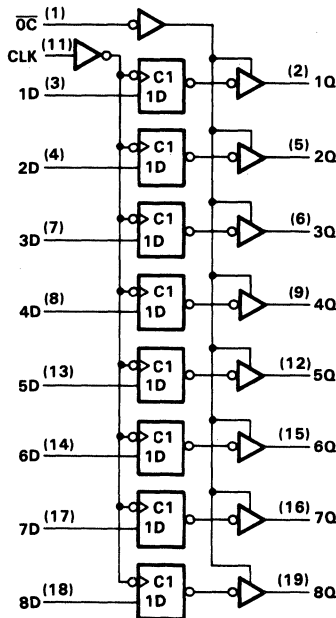 O̅C̅ (1)
CLK (11)
1D (3) C1 1D (2) 1Q
2D (4) C1 1D (5) 2Q
3D (7) C1 1D (6) 3Q
4D (8) C1 1D (9) 4Q
5D (13) C1 1D (12) 5Q
6D (14) C1 1D (15) 6Q
7D (17) C1 1D (16) 7Q
8D (18) C1 1D (19) 8Q